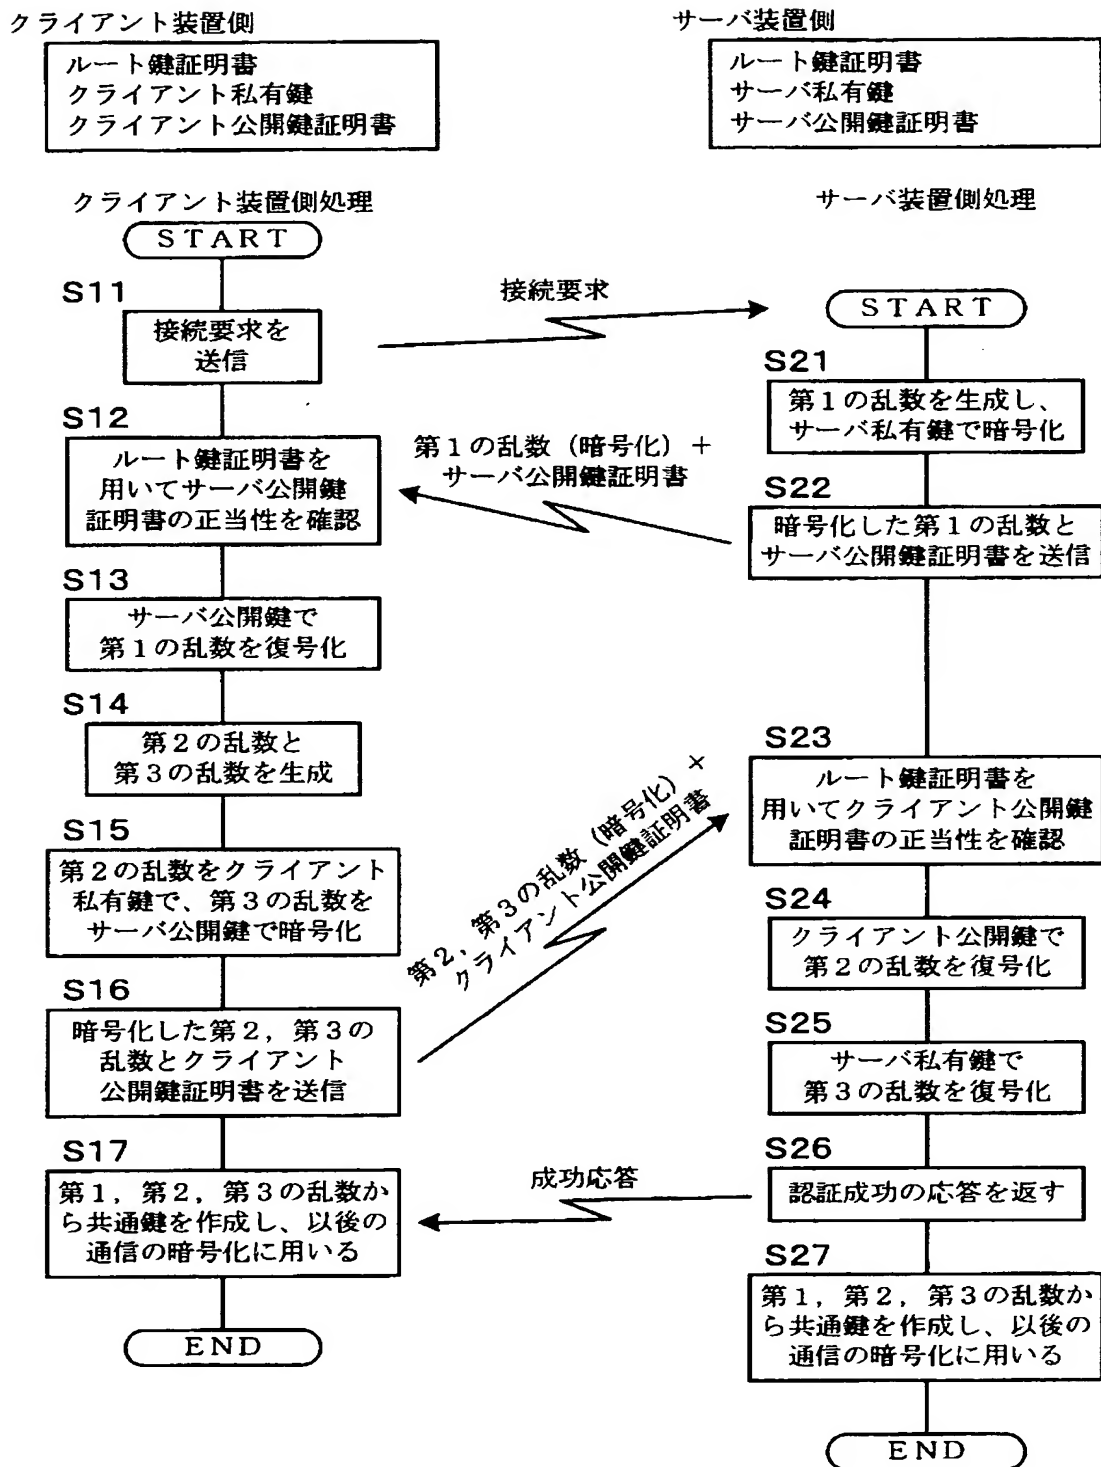 クライアント装置側
ルート鍵証明書
クライアント私有鍵
クライアント公開鍵証明書
サーバ装置側
ルート鍵証明書
サーバ私有鍵
サーバ公開鍵証明書
クライアント装置側処理
START
S11
接続要求を
送信
S12
ルート鍵証明書を
用いてサーバ公開鍵
証明書の正当性を確認
S13
サーバ公開鍵で
第1の乱数を復号化
S14
第2の乱数と
第3の乱数を生成
S15
第2の乱数をクライアント
私有鍵で、第3の乱数を
サーバ公開鍵で暗号化
S16
暗号化した第2,第3の
乱数とクライアント
公開鍵証明書を送信
S17
第1,第2,第3の乱数か
ら共通鍵を作成し、以後の
通信の暗号化に用いる
END
接続要求
第1の乱数(暗号化)+
サーバ公開鍵証明書
第2,第3の乱数(暗号化)+
クライアント公開鍵証明書
成功応答
サーバ装置側処理
START
S21
第1の乱数を生成し、
サーバ私有鍵で暗号化
S22
暗号化した第1の乱数と
サーバ公開鍵証明書を送信
S23
ルート鍵証明書を
用いてクライアント公開鍵
証明書の正当性を確認
S24
クライアント公開鍵で
第2の乱数を復号化
S25
サーバ私有鍵で
第3の乱数を復号化
S26
認証成功の応答を返す
S27
第1,第2,第3の乱数か
ら共通鍵を作成し、以後の
通信の暗号化に用いる
END